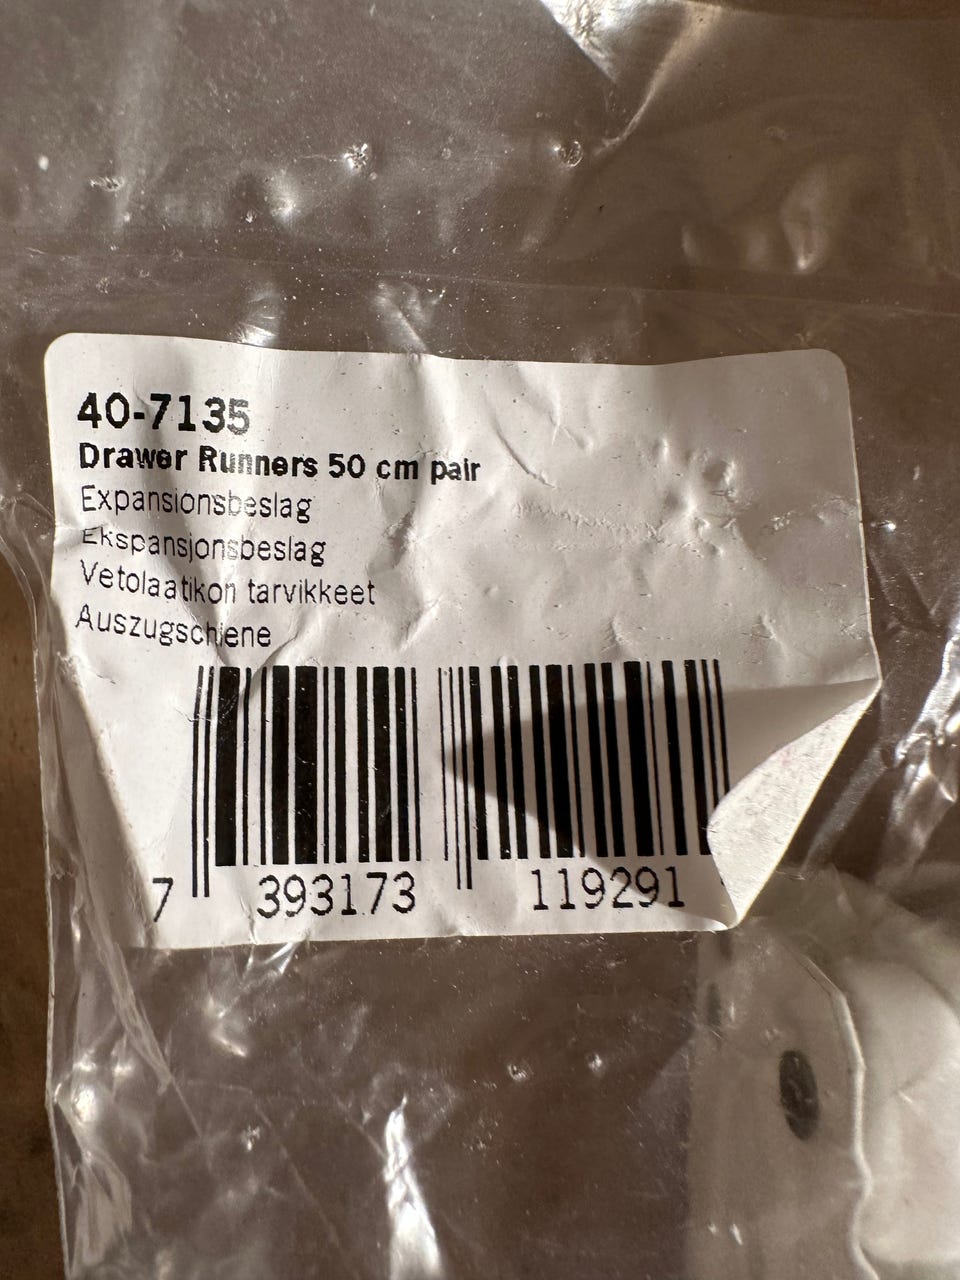 40-7135
Drawer Runners 50 cm pair
Expansionsbeslag
Ekspansjonsbeslag
Vetolaatikon tarvikkeet
Auszugschiene
7 393173 119291